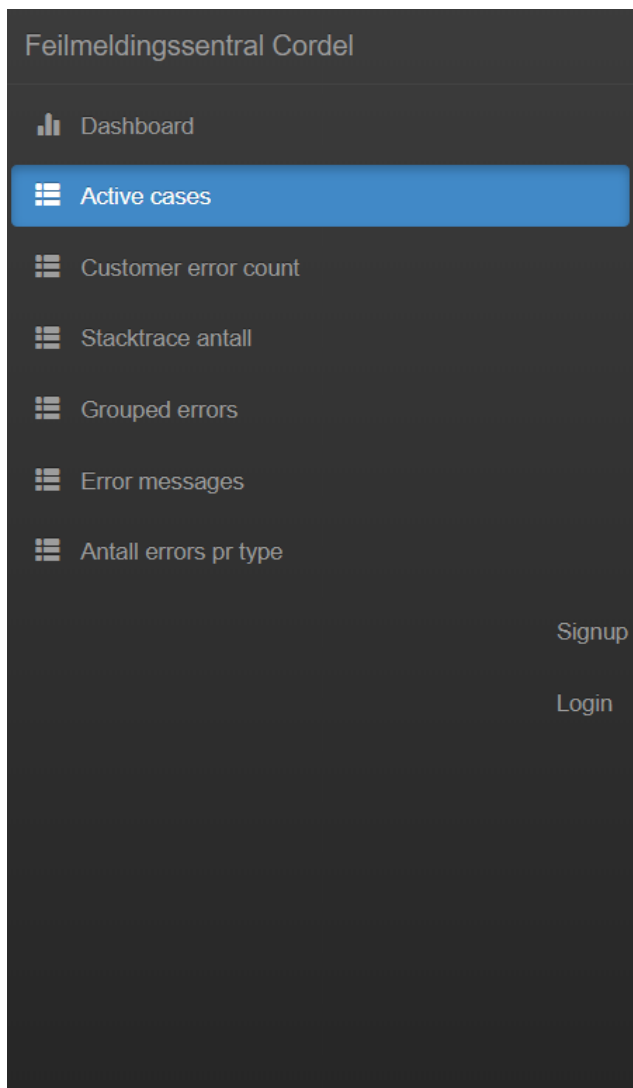 Feilmeldingssentral Cordel
Dashboard
Active cases
Customer error count
Stacktrace antall
Grouped errors
Error messages
Antall errors pr type
Signup
Login